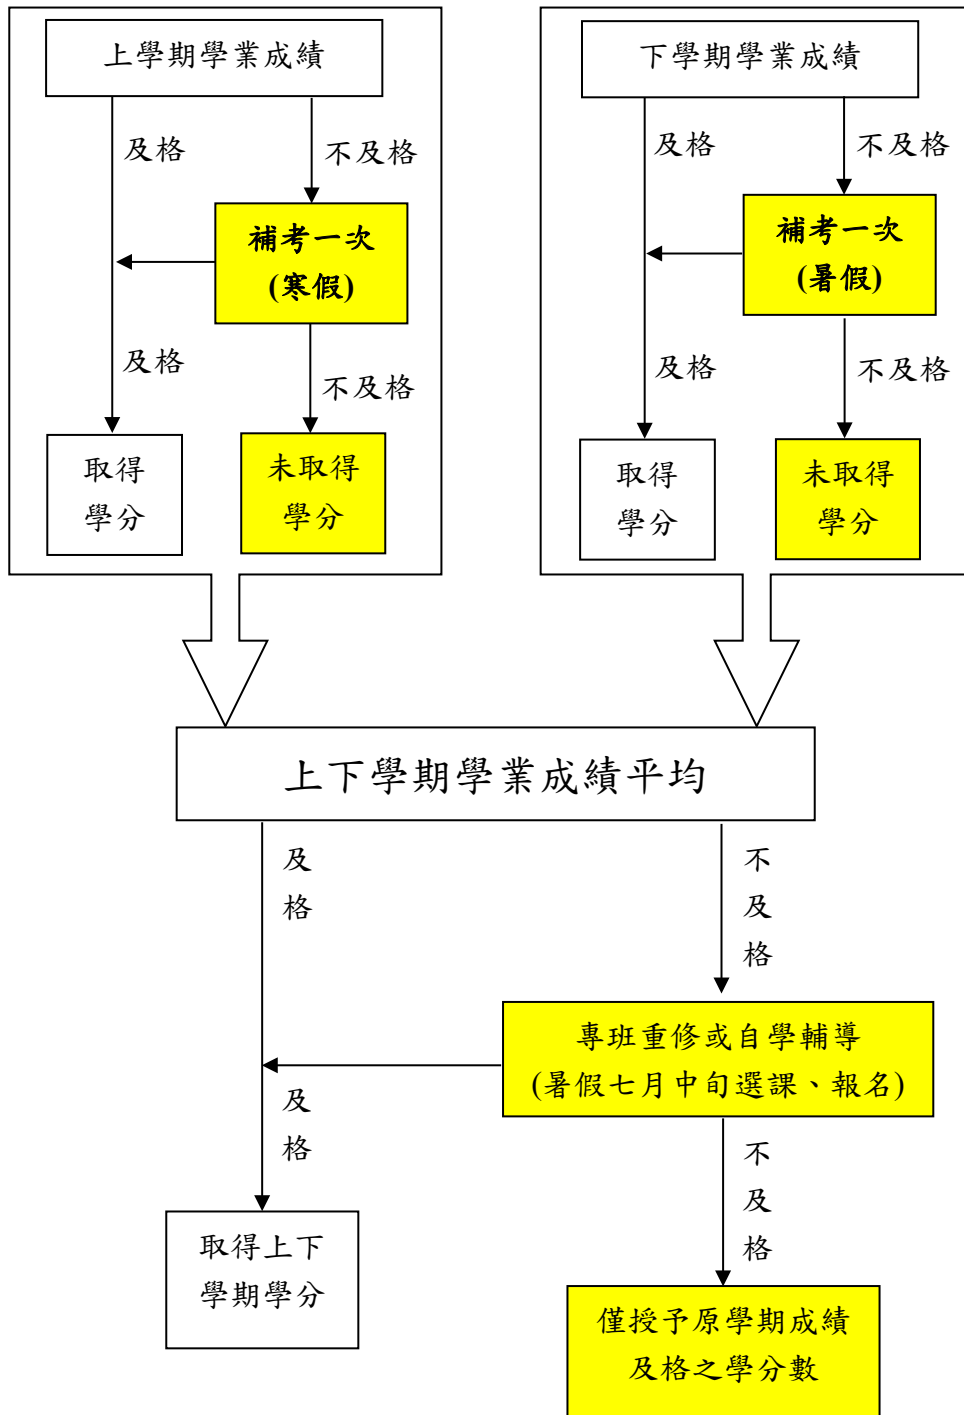 上學期學業成績
及格
不及格
補考一次
(寒假)
及格
不及格
取得
學分
未取得
學分
下學期學業成績
及格
不及格
補考一次
(暑假)
及格
不及格
取得
學分
未取得
學分
上下學期學業成績平均
及格
不及格
專班重修或自學輔導
(暑假七月中旬選課、報名)
及格
不及格
取得上下
學期學分
僅授予原學期成績
及格之學分數